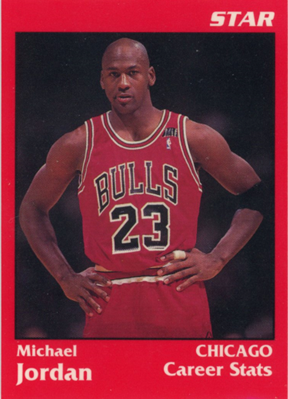 STAR
BULLS
23
Michael
Jordan
CHICAGO
Career Stats